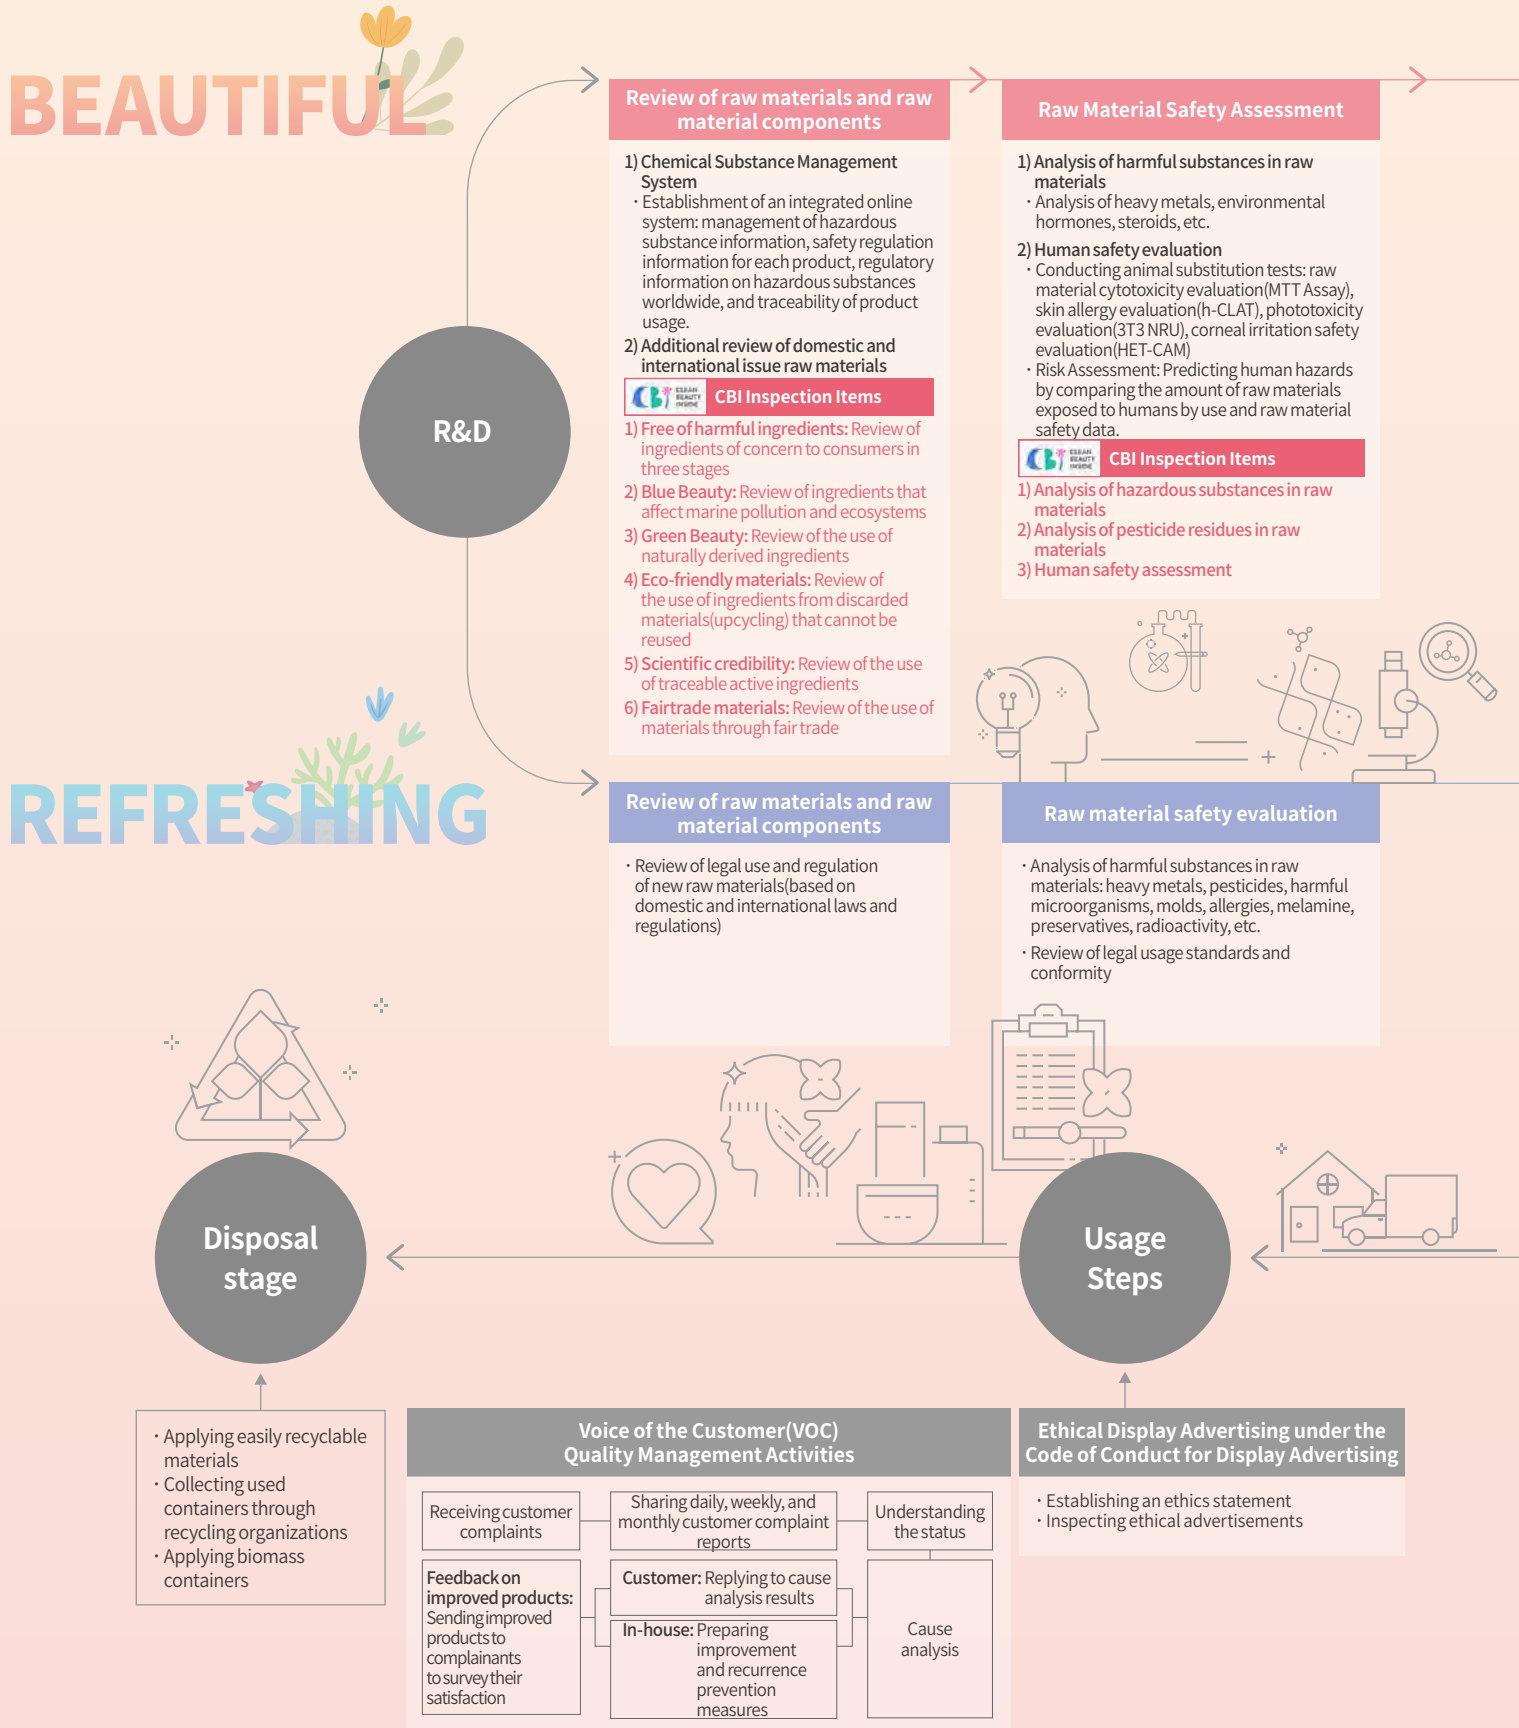 BEAUTIFUL
R&D
Review of raw materials and raw
material components
1) Chemical Substance Management
System
· Establishment of an integrated online
system: management of hazardous
substance information, safety regulation
information for each product, regulatory
information on hazardous substances
worldwide, and traceability of product
usage.
2) Additional review of domestic and
international issue raw materials
CLEAN
BEAUTY
INSIDE
CBI Inspection Items
1) Free of harmful ingredients: Review of
ingredients of concern to consumers in
three stages
2) Blue Beauty: Review of ingredients that
affect marine pollution and ecosystems
3) Green Beauty: Review of the use of
naturally derived ingredients
4) Eco-friendly materials: Review of
the use of ingredients from discarded
materials(upcycling) that cannot be
reused
5) Scientific credibility: Review of the use
of traceable active ingredients
6) Fairtrade materials: Review of the use of
materials through fair trade
Raw Material Safety Assessment
1) Analysis of harmful substances in raw
materials
· Analysis of heavy metals, environmental
hormones, steroids, etc.
2) Human safety evaluation
· Conducting animal substitution tests: raw
material cytotoxicity evaluation(MTT Assay),
skin allergy evaluation(h-CLAT), phototoxicity
evaluation(3T3 NRU), corneal irritation safety
evaluation(HET-CAM)
· Risk Assessment: Predicting human hazards
by comparing the amount of raw materials
exposed to humans by use and raw material
safety data.
CLEAN
BEAUTY
INSIDE
CBI Inspection Items
1) Analysis of hazardous substances in raw
materials
2) Analysis of pesticide residues in raw
materials
3) Human safety assessment
REFRESHING
Review of raw materials and raw
material components
· Review of legal use and regulation
of new raw materials(based on
domestic and international laws and
regulations)
Raw material safety evaluation
· Analysis of harmful substances in raw
materials: heavy metals, pesticides, harmful
microorganisms, molds, allergies, melamine,
preservatives, radioactivity, etc.
· Review of legal usage standards and
conformity
Disposal
stage
Usage
Steps
· Applying easily recyclable
materials
· Collecting used
containers through
recycling organizations
· Applying biomass
containers
Voice of the Customer(VOC)
Quality Management Activities
Receiving customer
complaints
Sharing daily, weekly, and
monthly customer complaint
reports
Understanding
the status
Feedback on
improved products:
Sending improved
products to
complainants
to survey their
satisfaction
Customer: Replying to cause
analysis results
In-house: Preparing
improvement
and recurrence
prevention
measures
Cause
analysis
Ethical Display Advertising under the
Code of Conduct for Display Advertising
· Establishing an ethics statement
· Inspecting ethical advertisements